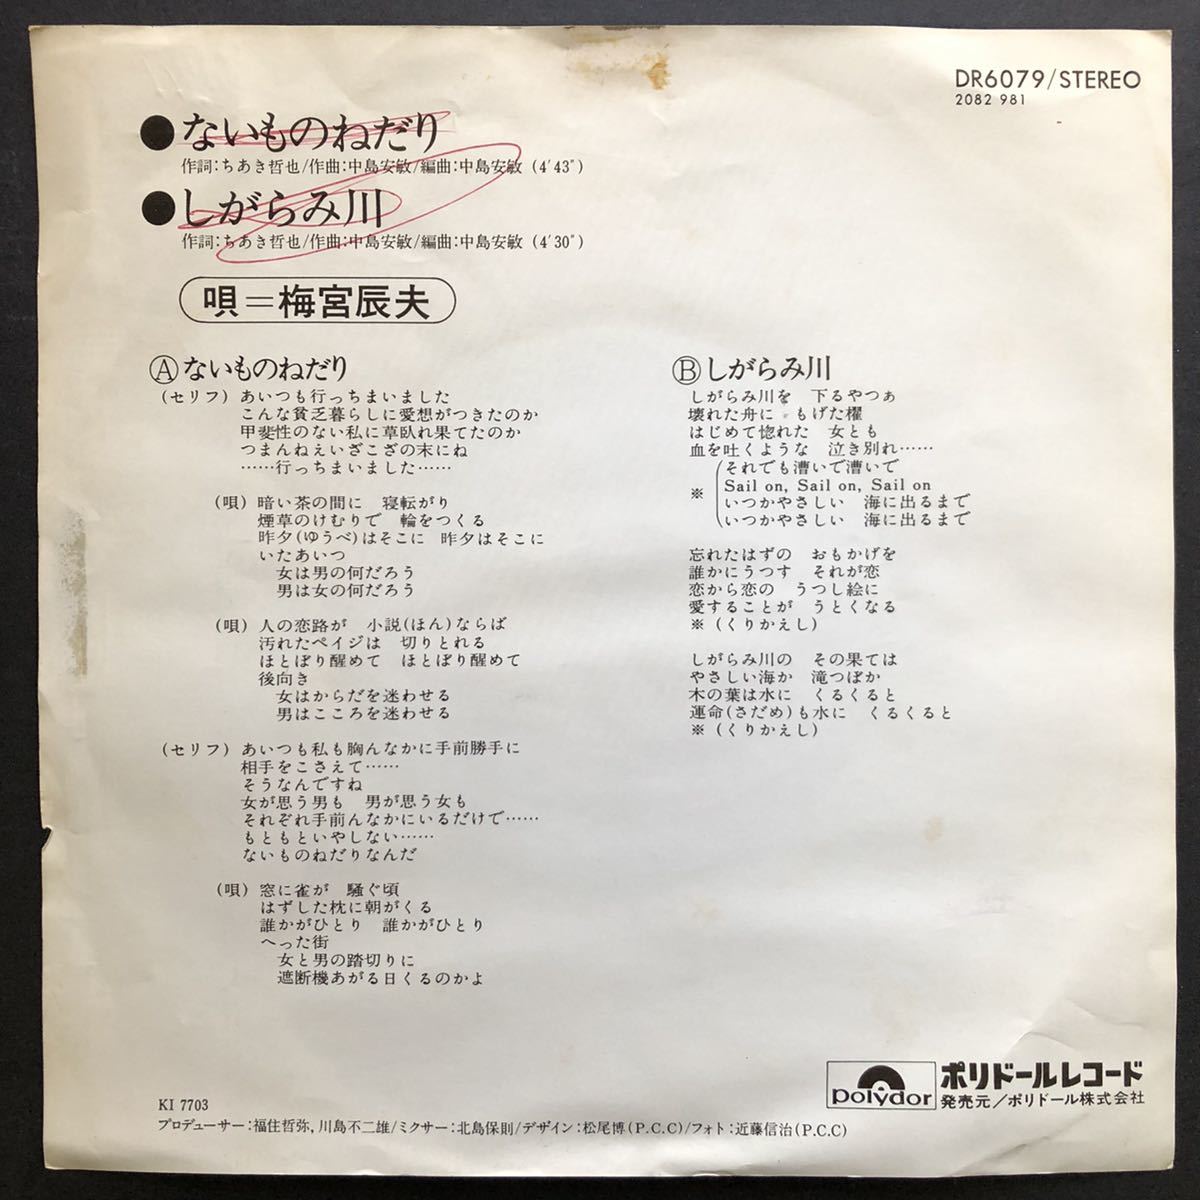 DR6079/STEREO
2082 981
●ないものねだり
作詞：ちあき哲也/作曲：中島安敏/編曲：中島安敏 (4'43")
●しがらみ川
作詞：ちあき哲也/作曲：中島安敏/編曲：中島安敏 (4'30")
唄＝梅宮辰夫
Ⓐないものねだり
(セリフ) あいつも行っちまいました
こんな貧乏暮らしに愛想がつきたのか
甲斐性のない私に草臥れ果てたのか
つまんねえいざこざの末にね
……行っちまいました……
(唄) 暗い茶の間に　寝転がり
煙草のけむりで　輪をつくる
昨夕(ゆうべ)はそこに　昨夕はそこに
いたあいつ
女は男の何だろう
男は女の何だろう
(唄) 人の恋路が　小説(ほん)ならば
汚れたペイジは　切りとれる
ほとぼり醒めて　ほとぼり醒めて
後向き
女はからだを迷わせる
男はこころを迷わせる
(セリフ) あいつも私も胸んなかに手前勝手に
相手をこさえて……
そうなんですね
女が思う男も　男が思う女も
それぞれ手前んなかにいるだけで……
もともといやしない……
ないものねだりなんだ
(唄) 窓に雀が　騒ぐ頃
はずした枕に朝がくる
誰かがひとり　誰かがひとり
へった街
女と男の踏切りに
遮断機あがる日くるのかよ
Ⓑしがらみ川
しがらみ川を　下るやつぁ
壊れた舟に　もげた櫂
はじめて惚れた　女とも
血を吐くような　泣き別れ……
※ それでも漕いで漕いで
Sail on, Sail on, Sail on
いつかやさしい　海に出るまで
いつかやさしい　海に出るまで
忘れたはずの　おもかげを
誰かにうつす　それが恋
恋から恋の　うつし絵に
愛することが　うとくなる
※ (くりかえし)
しがらみ川の　その果ては
やさしい海か　滝つぼか
木の葉は水に　くるくると
運命(さだめ)も水に　くるくると
※ (くりかえし)
polydor
ポリドールレコード
発売元／ポリドール株式会社
KI 7703
プロデューサー：福住哲弥，川島不二雄/ミクサー：北島保則/デザイン：松尾博(P.C.C)/フォト：近藤信治(P.C.C)